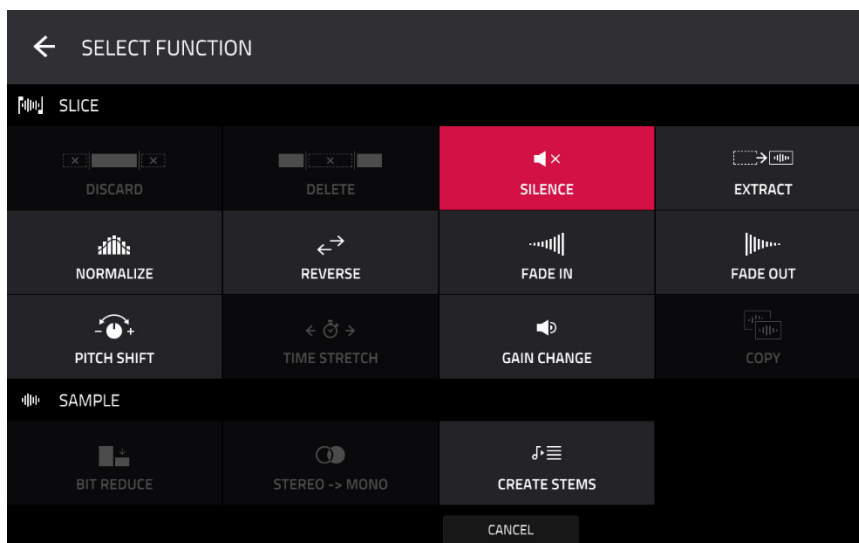 SELECT FUNCTION
SLICE
DISCARD
DELETE
SILENCE
EXTRACT
NORMALIZE
REVERSE
FADE IN
FADE OUT
PITCH SHIFT
TIME STRETCH
GAIN CHANGE
COPY
SAMPLE
BIT REDUCE
STEREO -> MONO
CREATE STEMS
CANCEL